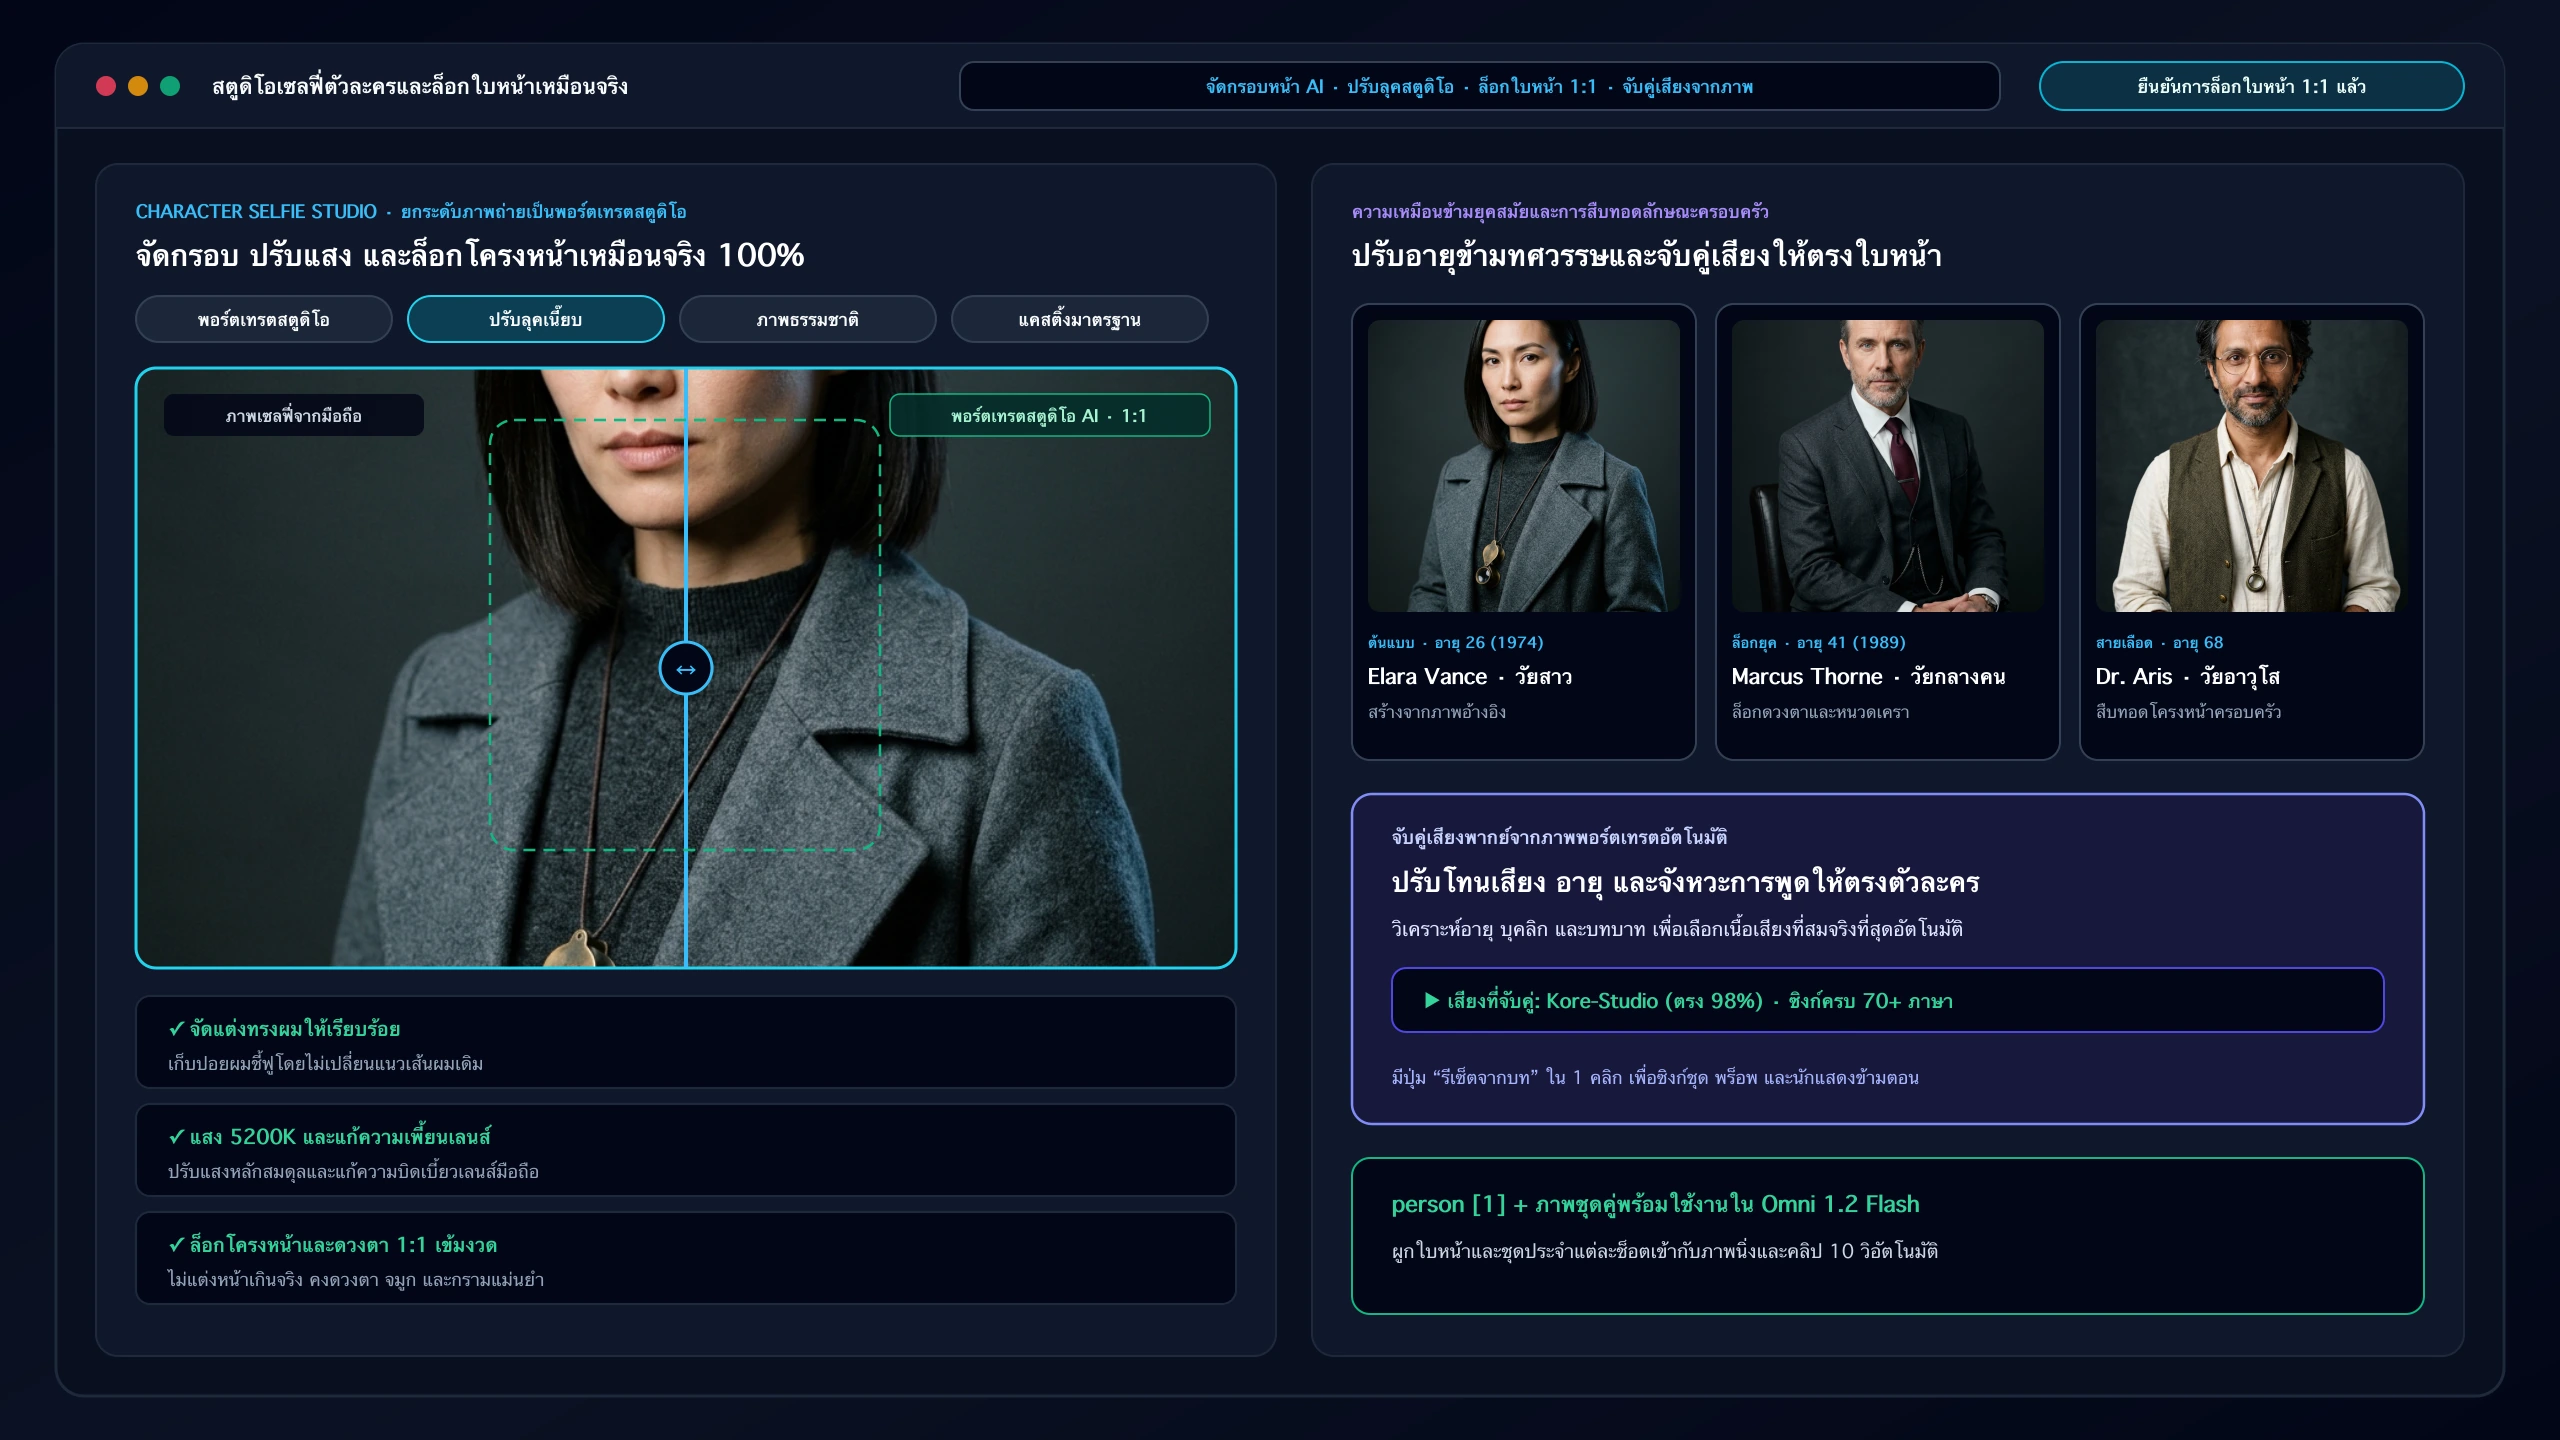 สตูดิโอเซลฟี่ตัวละครและล็อกใบหน้าเหมือนจริง
จัดกรอบหน้า AI · ปรับลุคสตูดิโอ · ล็อกใบหน้า 1:1 · จับคู่เสียงจากภาพ
ยืนยันการล็อกใบหน้า 1:1 แล้ว
CHARACTER SELFIE STUDIO · ยกระดับภาพถ่ายเป็นพอร์ตเทรตสตูดิโอ
จัดกรอบ ปรับแสง และล็อกโครงหน้าเหมือนจริง 100%
พอร์ตเทรตสตูดิโอ
ปรับลุคเนี๊ยบ
ภาพธรรมชาติ
แคสติ้งมาตรฐาน
ภาพเซลฟี่จากมือถือ
พอร์ตเทรตสตูดิโอ AI · 1:1
↔
✓ จัดแต่งทรงผมให้เรียบร้อย
เก็บปอยผมชี้ฟูโดยไม่เปลี่ยนแนวเส้นผมเดิม
✓ แสง 5200K และแก้ความเพี้ยนเลนส์
ปรับแสงหลักสมดุลและแก้ความบิดเบี้ยวเลนส์มือถือ
✓ ล็อกโครงหน้าและดวงตา 1:1 เข้มงวด
ไม่แต่งหน้าเกินจริง คงดวงตา จมูก และกรามแม่นยำ
ความเหมือนข้ามยุคสมัยและการสืบทอดลักษณะครอบครัว
ปรับอายุข้ามทศวรรษและจับคู่เสียงให้ตรงใบหน้า
ต้นแบบ · อายุ 26 (1974)
Elara Vance · วัยสาว
สร้างจากภาพอ้างอิง
ล็อกยุค · อายุ 41 (1989)
Marcus Thorne · วัยกลางคน
ล็อกดวงตาและหนวดเครา
สายเลือด · อายุ 68
Dr. Aris · วัยอาวุโส
สืบทอดโครงหน้าครอบครัว
จับคู่เสียงพากย์จากภาพพอร์ตเทรตอัตโนมัติ
ปรับโทนเสียง อายุ และจังหวะการพูดให้ตรงตัวละคร
วิเคราะห์อายุ บุคลิก และบทบาท เพื่อเลือกเนื้อเสียงที่สมจริงที่สุดอัตโนมัติ
▶ เสียงที่จับคู่: Kore-Studio (ตรง 98%) · ซิงก์ครบ 70+ ภาษา
มีปุ่ม “รีเซ็ตจากบท” ใน 1 คลิก เพื่อซิงก์ชุด พร็อพ และนักแสดงข้ามตอน
person [1] + ภาพชุดคู่พร้อมใช้งานใน Omni 1.2 Flash
ผูกใบหน้าและชุดประจำแต่ละช็อตเข้ากับภาพนิ่งและคลิป 10 วิอัตโนมัติ